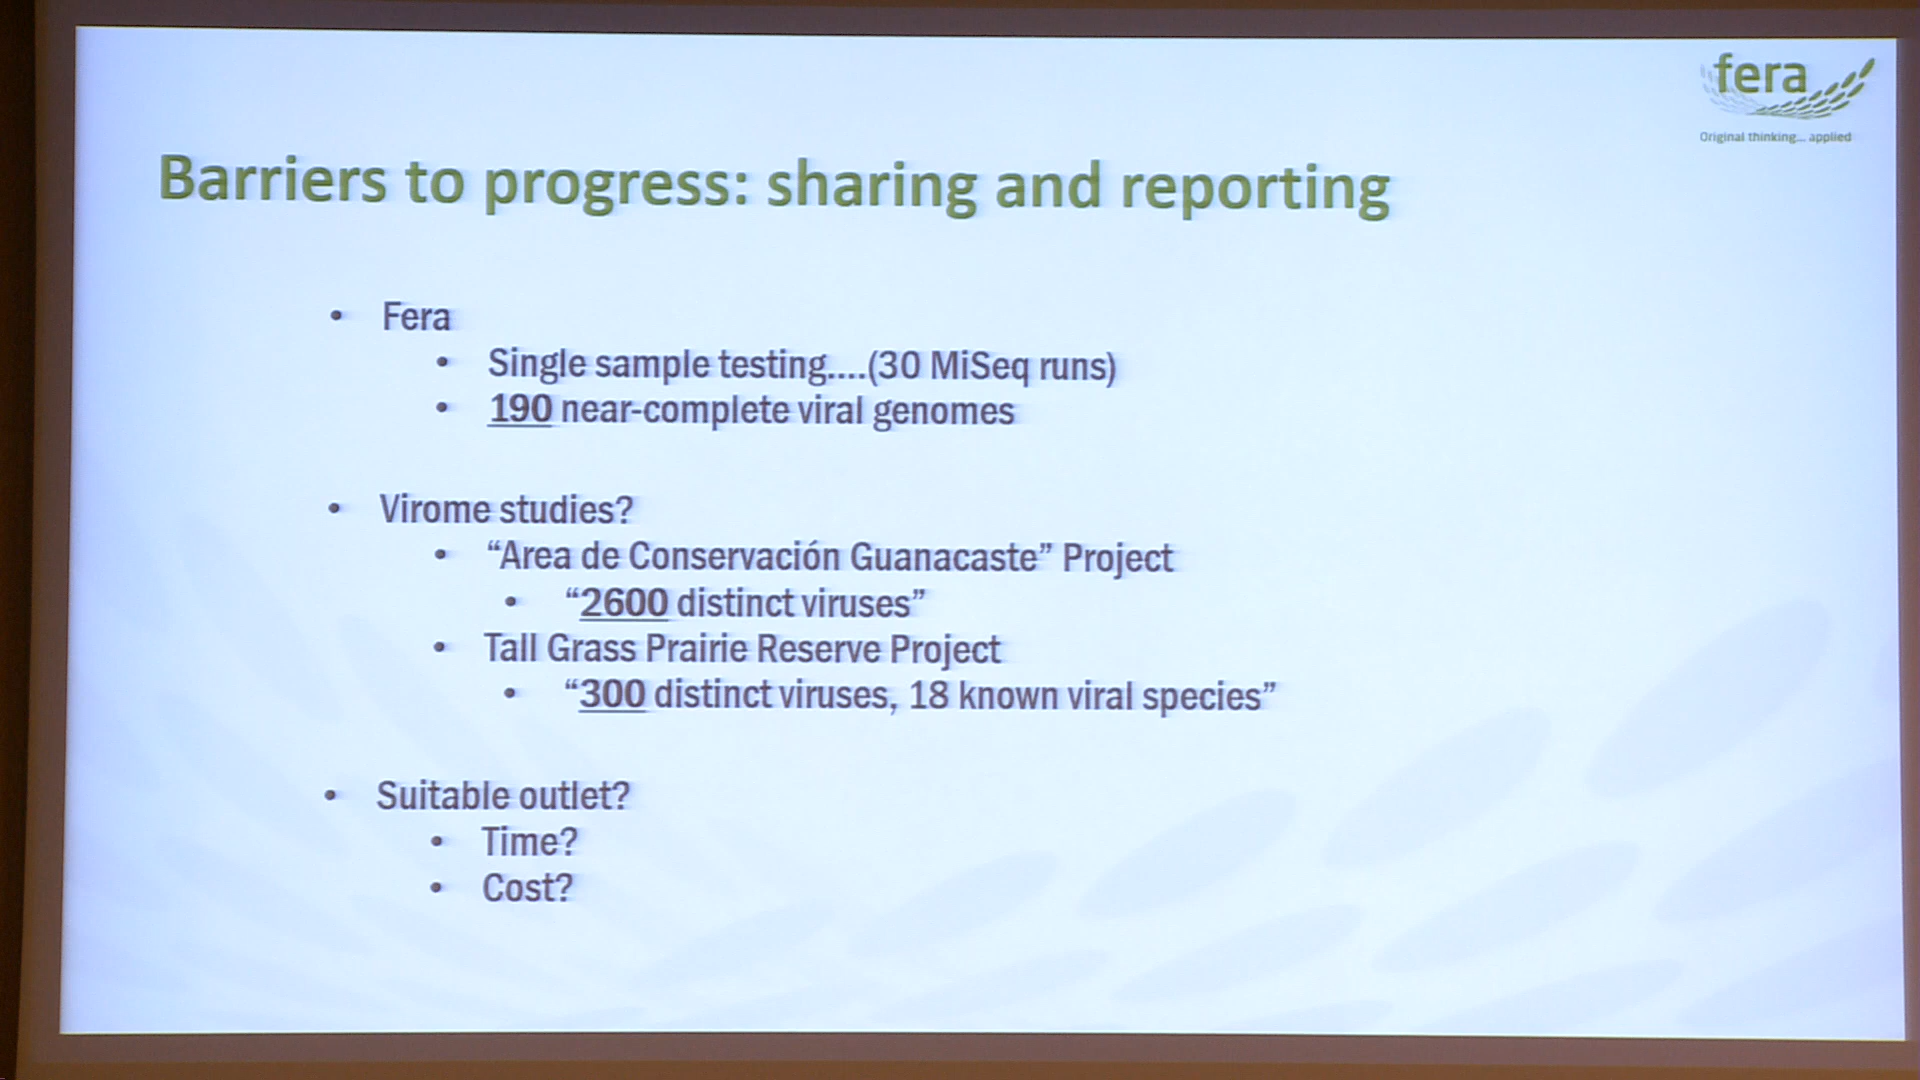 fera
Original thinking... applied
Barriers to progress: sharing and reporting
• Fera
• Single sample testing....(30 MiSeq runs)
• 190 near-complete viral genomes
• Virome studies?
• “Area de Conservación Guanacaste” Project
• “2600 distinct viruses”
• Tall Grass Prairie Reserve Project
• “300 distinct viruses, 18 known viral species”
• Suitable outlet?
• Time?
• Cost?